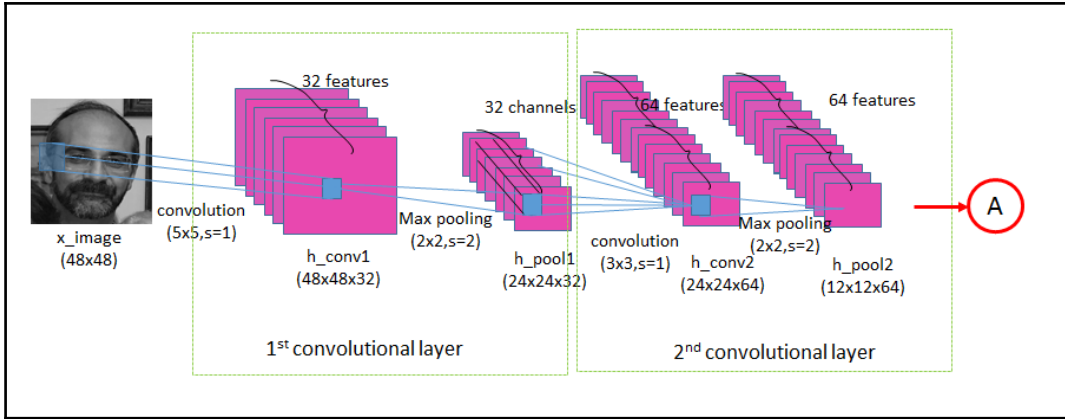 32 features
32 channels
64 features
64 features
convolution
(5x5,s=1)
x_image
(48x48)
h_conv1
(48x48x32)
Max pooling
(2x2,s=2)
h_pool1
(24x24x32)
convolution
(3x3,s=1)
h_conv2
(24x24x64)
Max pooling
(2x2,s=2)
h_pool2
(12x12x64)
A
1st convolutional layer
2nd convolutional layer